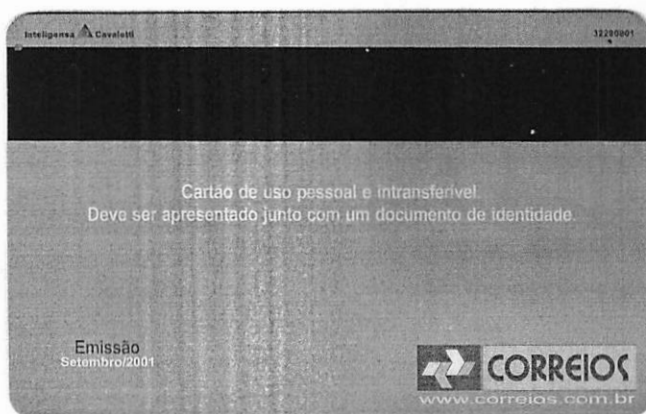 Inteligensa Cavaletti
32290001
Cartão de uso pessoal e intransferível.
Deve ser apresentado junto com um documento de identidade.
Emissão
Setembro/2001
CORREIOS
www.correios.com.br